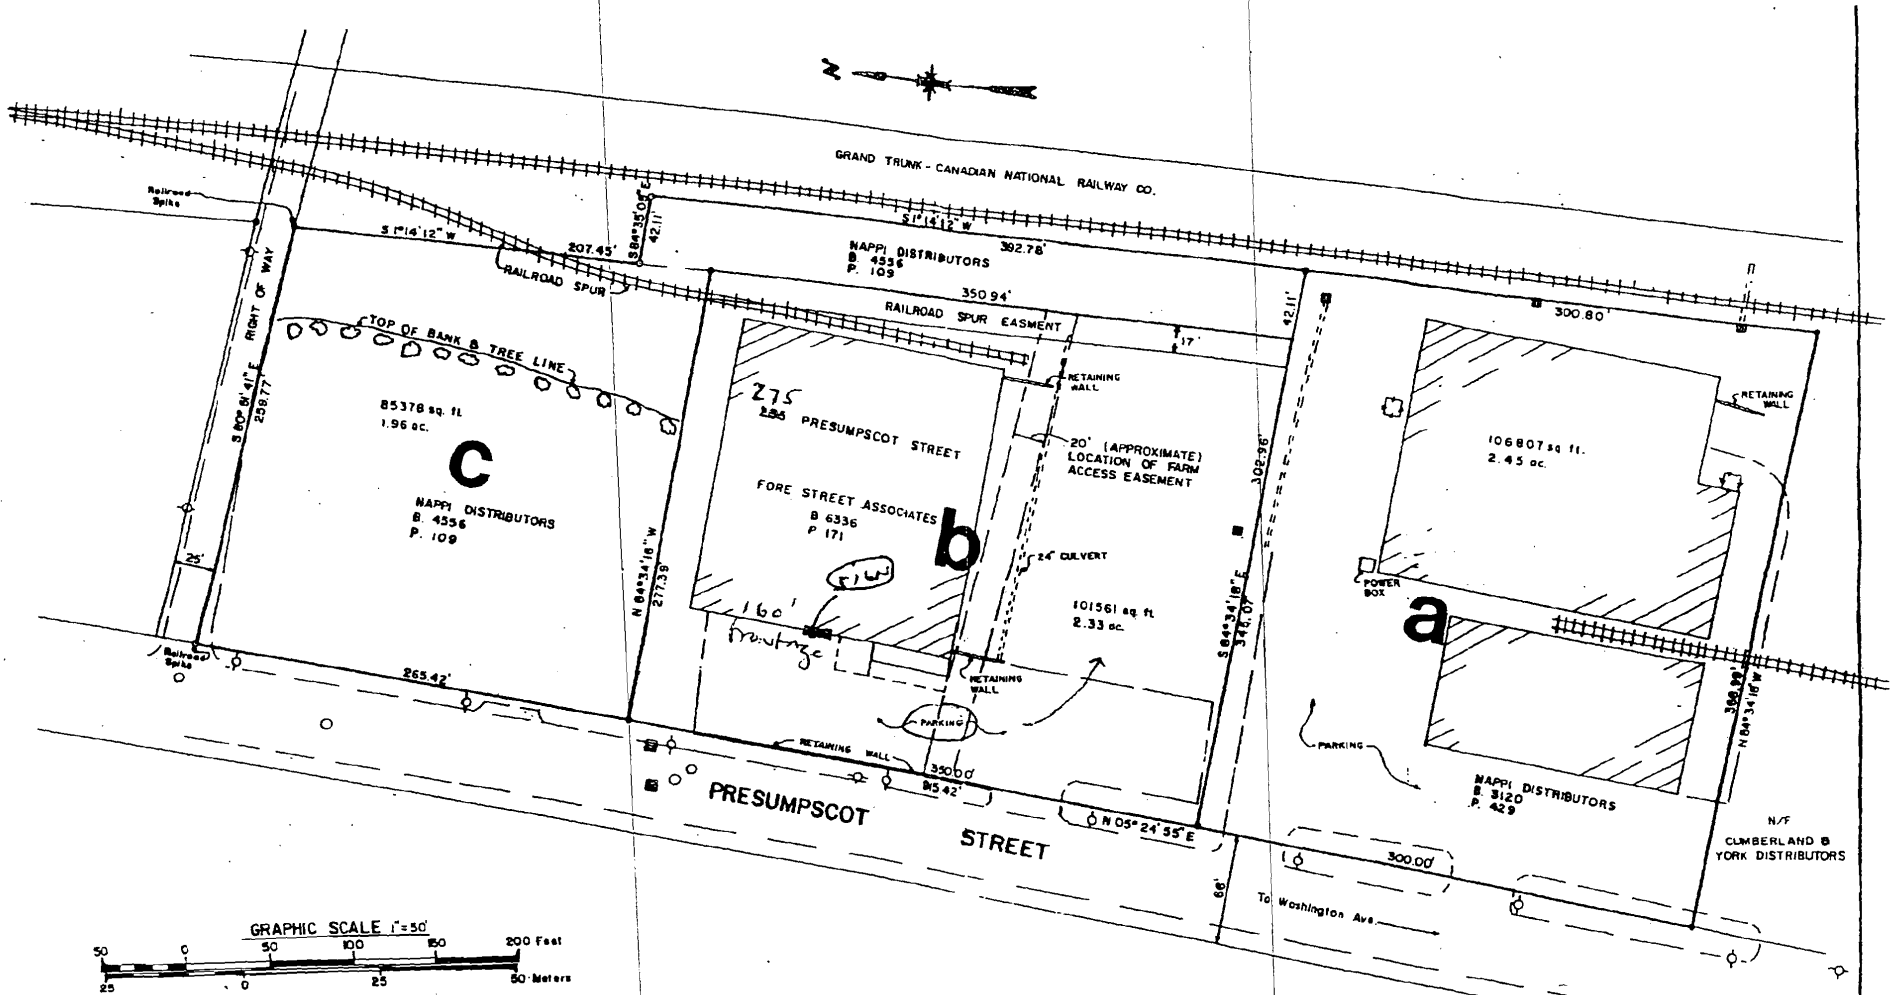 N
GRAND TRUNK - CANADIAN NATIONAL RAILWAY CO.
Railroad
Spike
S 1° 14' 12" W
207.45'
S 84° 35' 05" E
42.11'
S 1° 14' 12" W
392.78'
NAPPI DISTRIBUTORS
B. 4556
P. 109
RAILROAD SPUR
350.94'
RAILROAD SPUR EASMENT
17'
42.11'
300.80'
RIGHT OF WAY
S 80° 51' 41" E
259.77'
25'
TOP OF BANK & TREE LINE
85378 sq. ft.
1.96 ac.
c
NAPPI DISTRIBUTORS
B. 4556
P. 109
N 84° 34' 18" W
277.39'
275
295 PRESUMPSCOT STREET
FORE STREET ASSOCIATES
B 6336
P 171
b
SIGN
160'
frontage
RETAINING
WALL
20' (APPROXIMATE)
LOCATION OF FARM
ACCESS EASEMENT
24" CULVERT
101561 sq. ft.
2.33 ac.
RETAINING
WALL
PARKING
RETAINING WALL
302.96'
S 84° 34' 18" E
345.07'
106807 sq. ft.
2.45 ac.
RETAINING
WALL
POWER
BOX
a
PARKING
NAPPI DISTRIBUTORS
B. 3120
P. 429
368.99'
N 84° 34' 18" W
N/F
CUMBERLAND &
YORK DISTRIBUTORS
Railroad
Spike
265.42'
350.00'
915.42'
N 05° 24' 55" E
300.00'
PRESUMPSCOT STREET
66'
To Washington Ave.
GRAPHIC SCALE 1"=50'
50 0 50 100 150 200 Feet
25 0 25 50 Meters